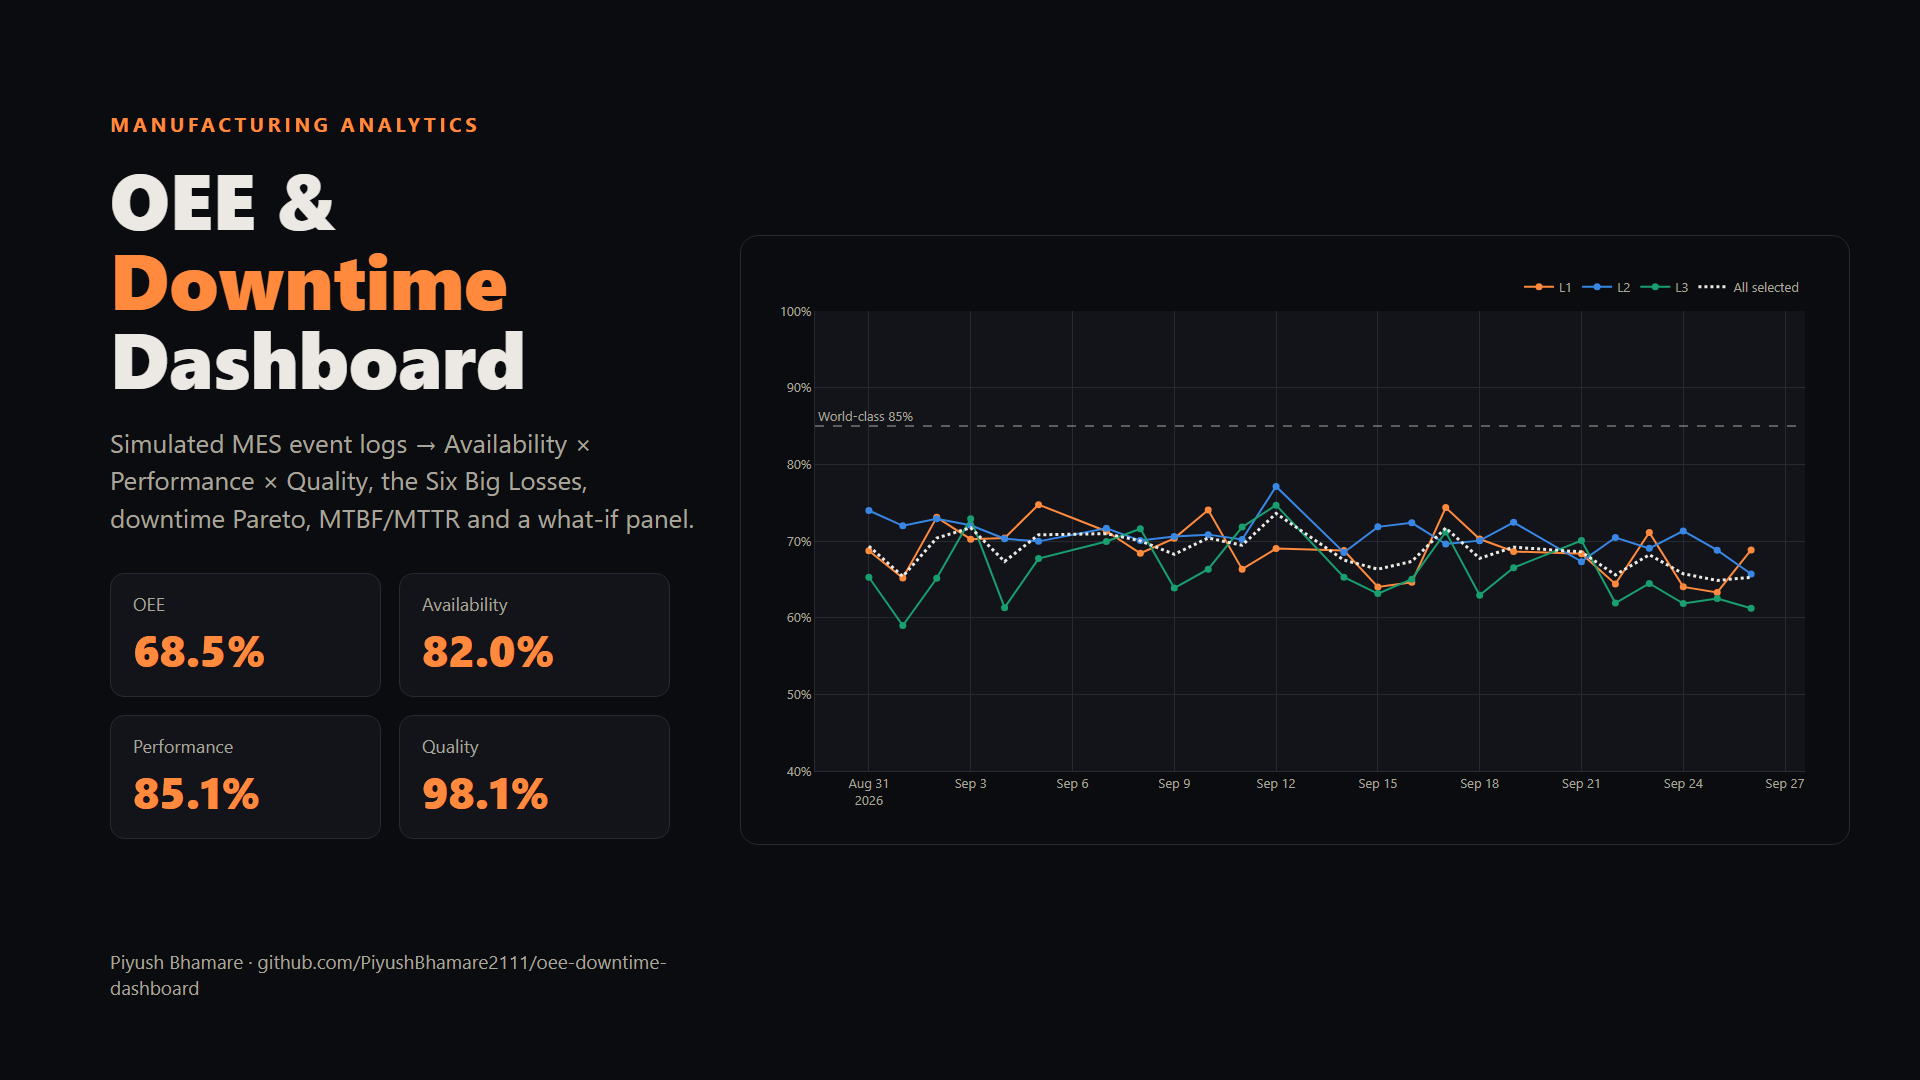 MANUFACTURING ANALYTICS
OEE &
Downtime
Dashboard
Simulated MES event logs → Availability ×
Performance × Quality, the Six Big Losses,
downtime Pareto, MTBF/MTTR and a what-if panel.
OEE
68.5%
Availability
82.0%
Performance
85.1%
Quality
98.1%
Piyush Bhamare · github.com/PiyushBhamare2111/oee-downtime-
dashboard
L1 L2 L3 All selected
100%
90%
World-class 85%
80%
70%
60%
50%
40%
Aug 31 Sep 3 Sep 6 Sep 9 Sep 12 Sep 15 Sep 18 Sep 21 Sep 24 Sep 27
2026